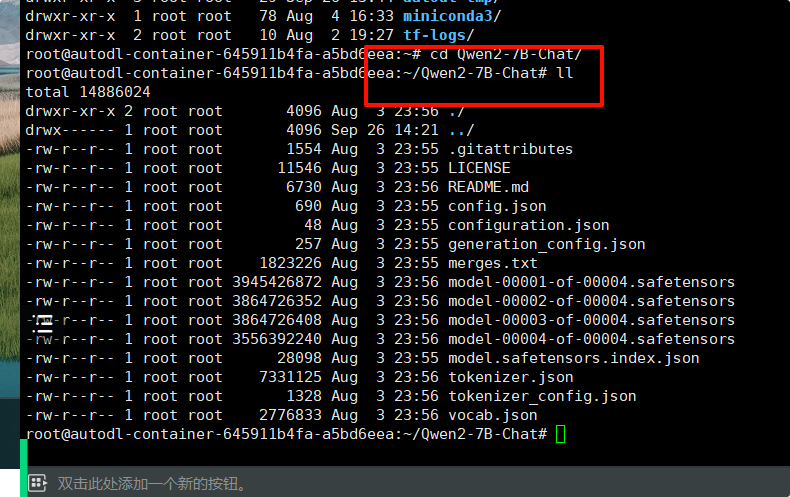 drwxr-xr-x 1 root root 78 Aug 4 16:33 miniconda3/
drwxr-xr-x 2 root root 10 Aug 2 19:27 tf-logs/
root@autodl-container-645911b4fa-a5bd6eea:~# cd Qwen2-7B-Chat/
root@autodl-container-645911b4fa-a5bd6eea:~/Qwen2-7B-Chat# ll
total 14886024
drwxr-xr-x 2 root root 4096 Aug 3 23:56 ./
drwx------ 1 root root 4096 Sep 26 14:21 ../
-rw-r--r-- 1 root root 1554 Aug 3 23:55 .gitattributes
-rw-r--r-- 1 root root 11546 Aug 3 23:55 LICENSE
-rw-r--r-- 1 root root 6730 Aug 3 23:56 README.md
-rw-r--r-- 1 root root 690 Aug 3 23:55 config.json
-rw-r--r-- 1 root root 48 Aug 3 23:55 configuration.json
-rw-r--r-- 1 root root 257 Aug 3 23:55 generation_config.json
-rw-r--r-- 1 root root 1823226 Aug 3 23:55 merges.txt
-rw-r--r-- 1 root root 3945426872 Aug 3 23:55 model-00001-of-00004.safetensors
-rw-r--r-- 1 root root 3864726352 Aug 3 23:56 model-00002-of-00004.safetensors
-rw-r--r-- 1 root root 3864726408 Aug 3 23:56 model-00003-of-00004.safetensors
-rw-r--r-- 1 root root 3556392240 Aug 3 23:56 model-00004-of-00004.safetensors
-rw-r--r-- 1 root root 28098 Aug 3 23:55 model.safetensors.index.json
-rw-r--r-- 1 root root 7331125 Aug 3 23:56 tokenizer.json
-rw-r--r-- 1 root root 1328 Aug 3 23:56 tokenizer_config.json
-rw-r--r-- 1 root root 2776833 Aug 3 23:55 vocab.json
root@autodl-container-645911b4fa-a5bd6eea:~/Qwen2-7B-Chat#
双击此处添加一个新的按钮。